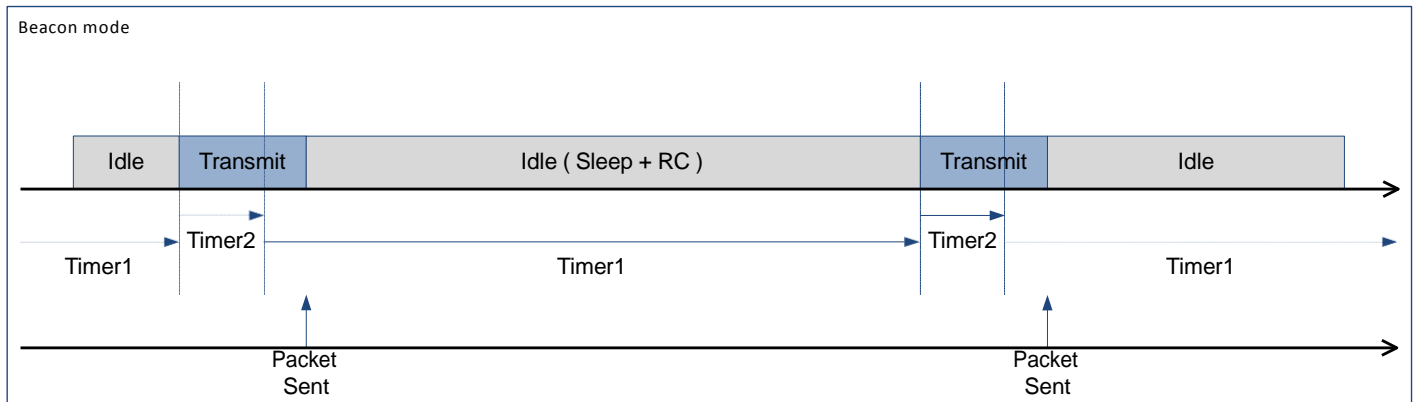 Beacon mode
Idle
Transmit
Idle ( Sleep + RC )
Transmit
Idle
Timer2
Timer2
Timer1
Timer1
Timer1
Packet
Sent
Packet
Sent